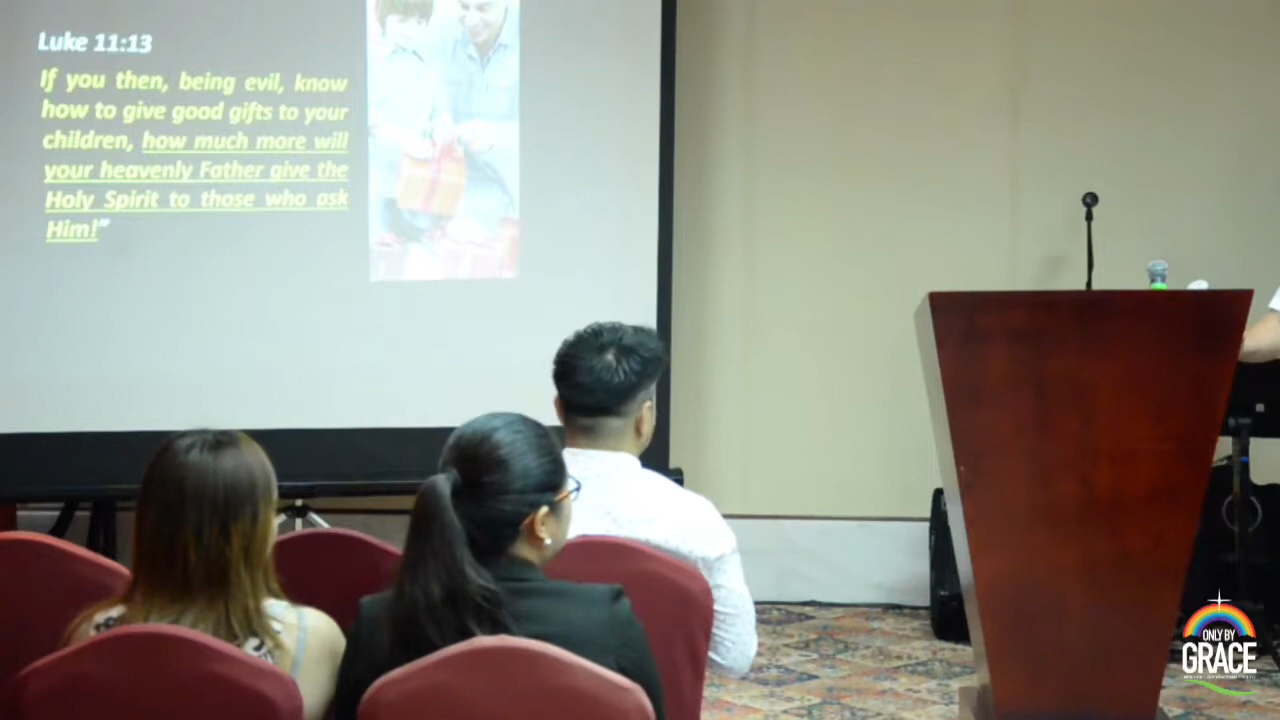 Luke 11:13
If you then, being evil, know
how to give good gifts to your
children, how much more will
your heavenly Father give the
Holy Spirit to those who ask
Him!”
ONLY BY
GRACE